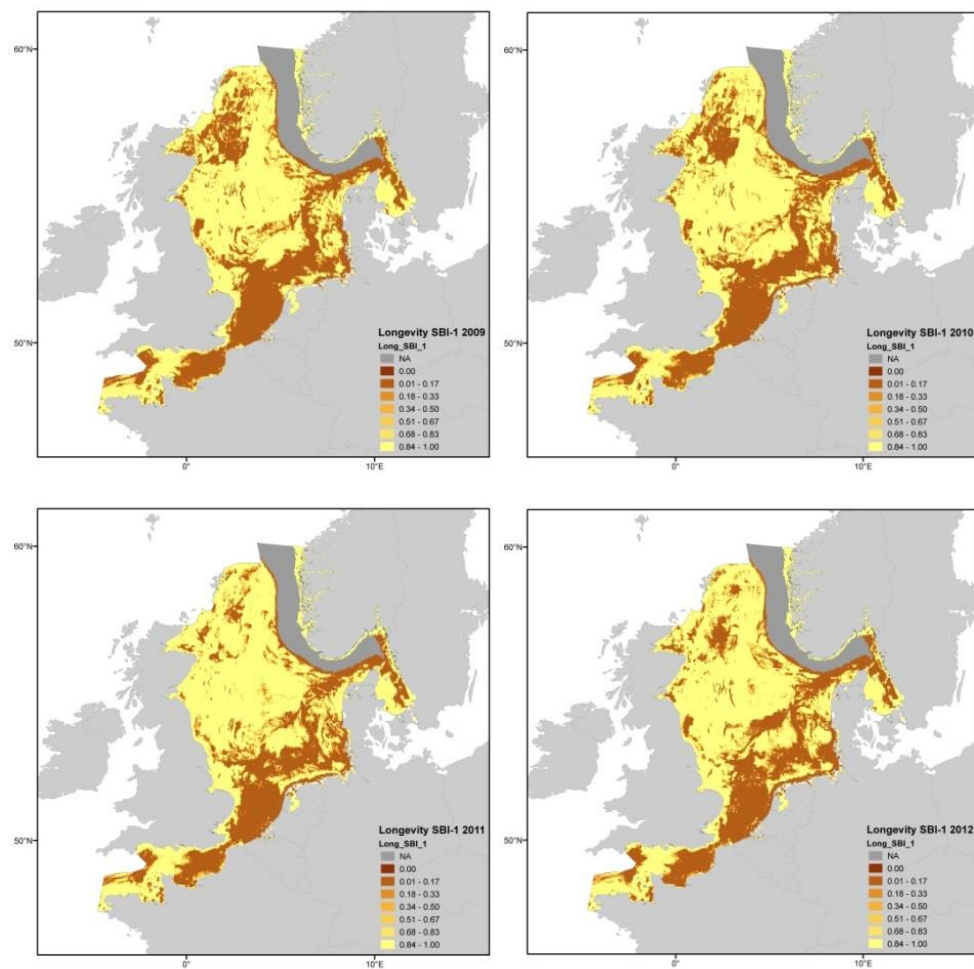 60°N
50°N
Longevity SBI-1 2009
Long_SBI_1
NA
0.00
0.01 - 0.17
0.18 - 0.33
0.34 - 0.50
0.51 - 0.67
0.68 - 0.83
0.84 - 1.00
0°
10°E
60°N
50°N
Longevity SBI-1 2010
Long_SBI_1
NA
0.00
0.01 - 0.17
0.18 - 0.33
0.34 - 0.50
0.51 - 0.67
0.68 - 0.83
0.84 - 1.00
0°
10°E
60°N
50°N
Longevity SBI-1 2011
Long_SBI_1
NA
0.00
0.01 - 0.17
0.18 - 0.33
0.34 - 0.50
0.51 - 0.67
0.68 - 0.83
0.84 - 1.00
0°
10°E
60°N
50°N
Longevity SBI-1 2012
Long_SBI_1
NA
0.00
0.01 - 0.17
0.18 - 0.33
0.34 - 0.50
0.51 - 0.67
0.68 - 0.83
0.84 - 1.00
0°
10°E